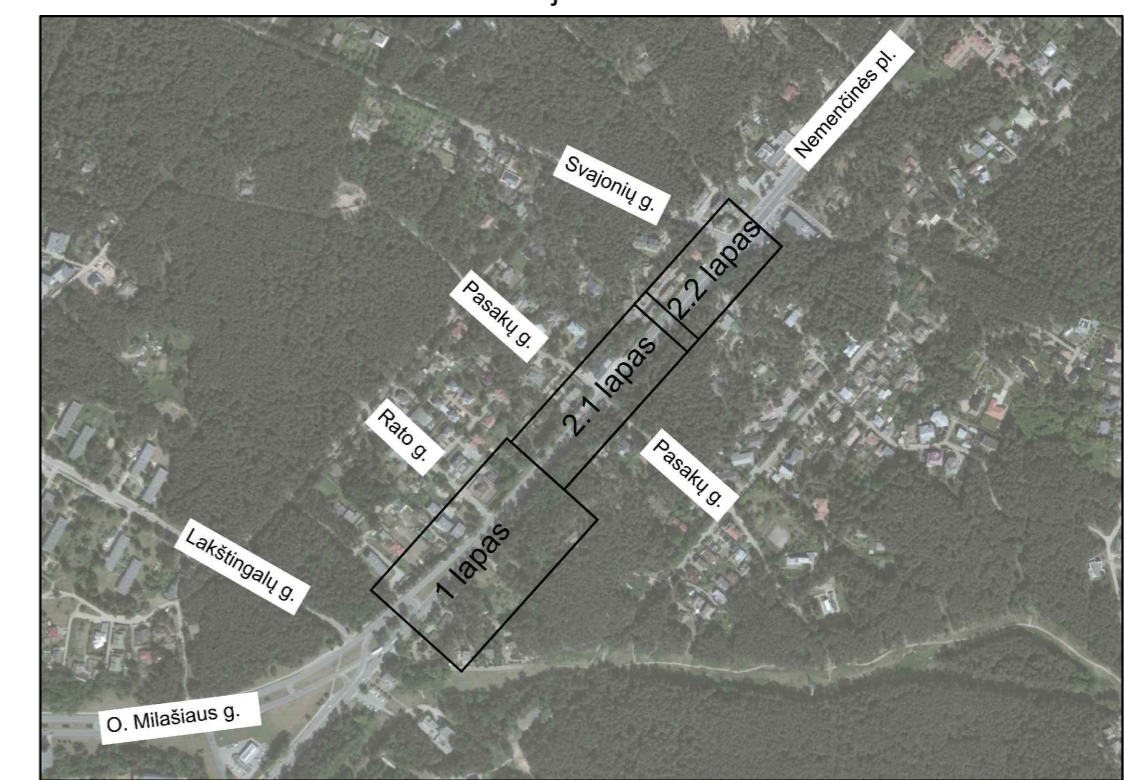 Nemenčinės pl.
Svajonių g.
2.2 lapas
Pasakų g.
2.1 lapas
Rato g.
Pasakų g.
1 lapas
Lakštingalų g.
O. Milašiaus g.